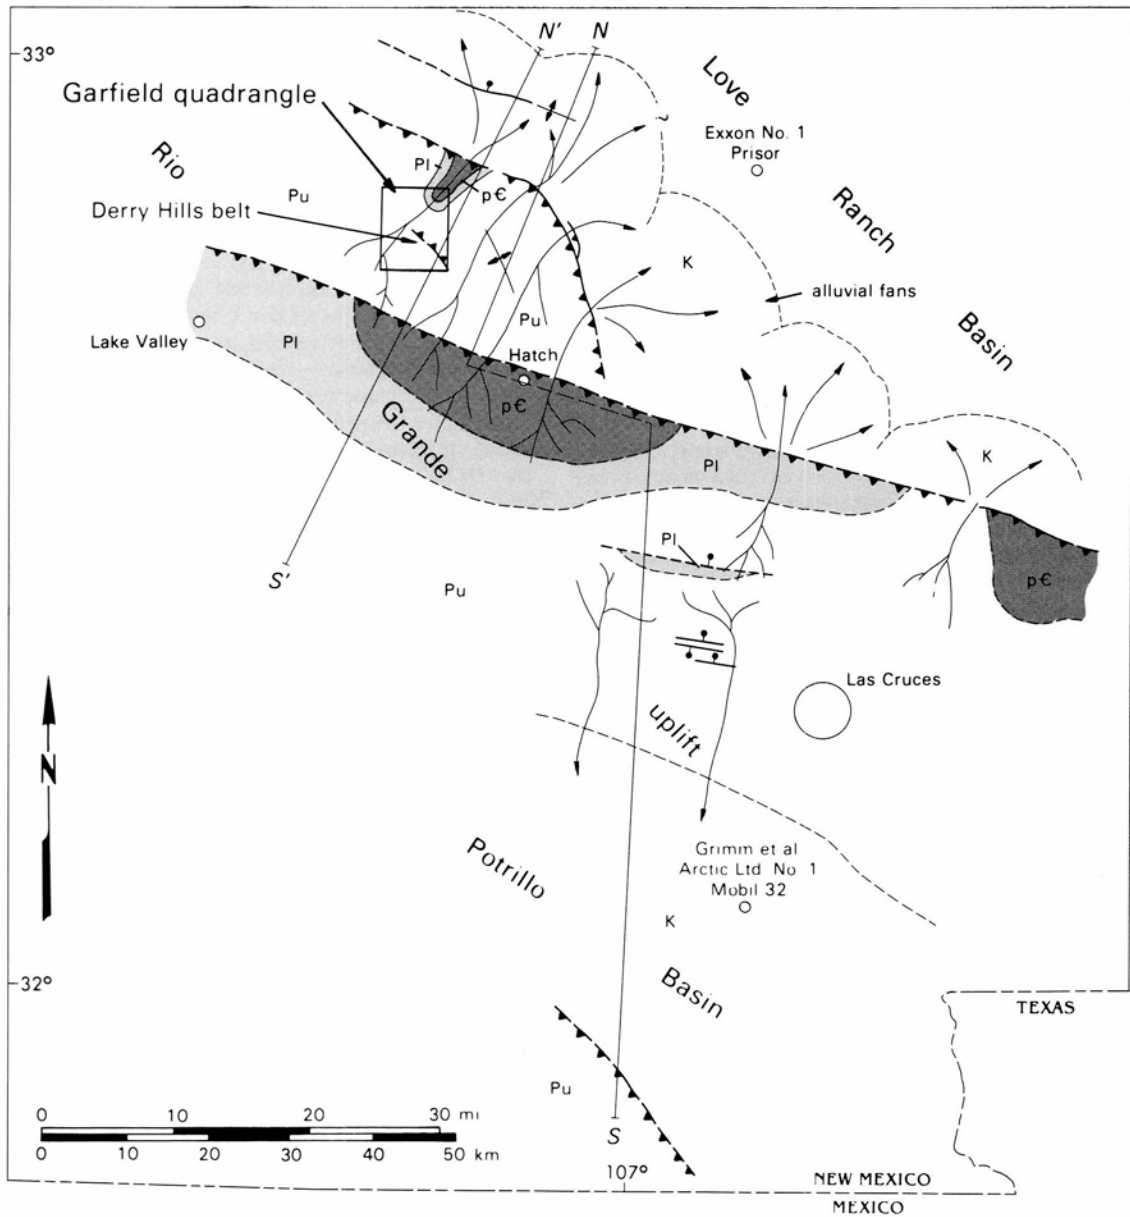 N'
N
33°
Love
Garfield quadrangle
Exxon No. 1
Prisor
Rio
Pl
p€
Pu
Ranch
Derry Hills belt
K
alluvial fans
Pu
Basin
Lake Valley
Pl
Hatch
p€
Grande
Pl
K
Pl
S'
Pu
p€
Las Cruces
uplift
N
Grimm et al
Arctic Ltd. No. 1
Mobil 32
Potrillo
K
32°
Basin
TEXAS
Pu
0 10 20 30 mi
0 10 20 30 40 50 km
S
107°
NEW MEXICO
MEXICO